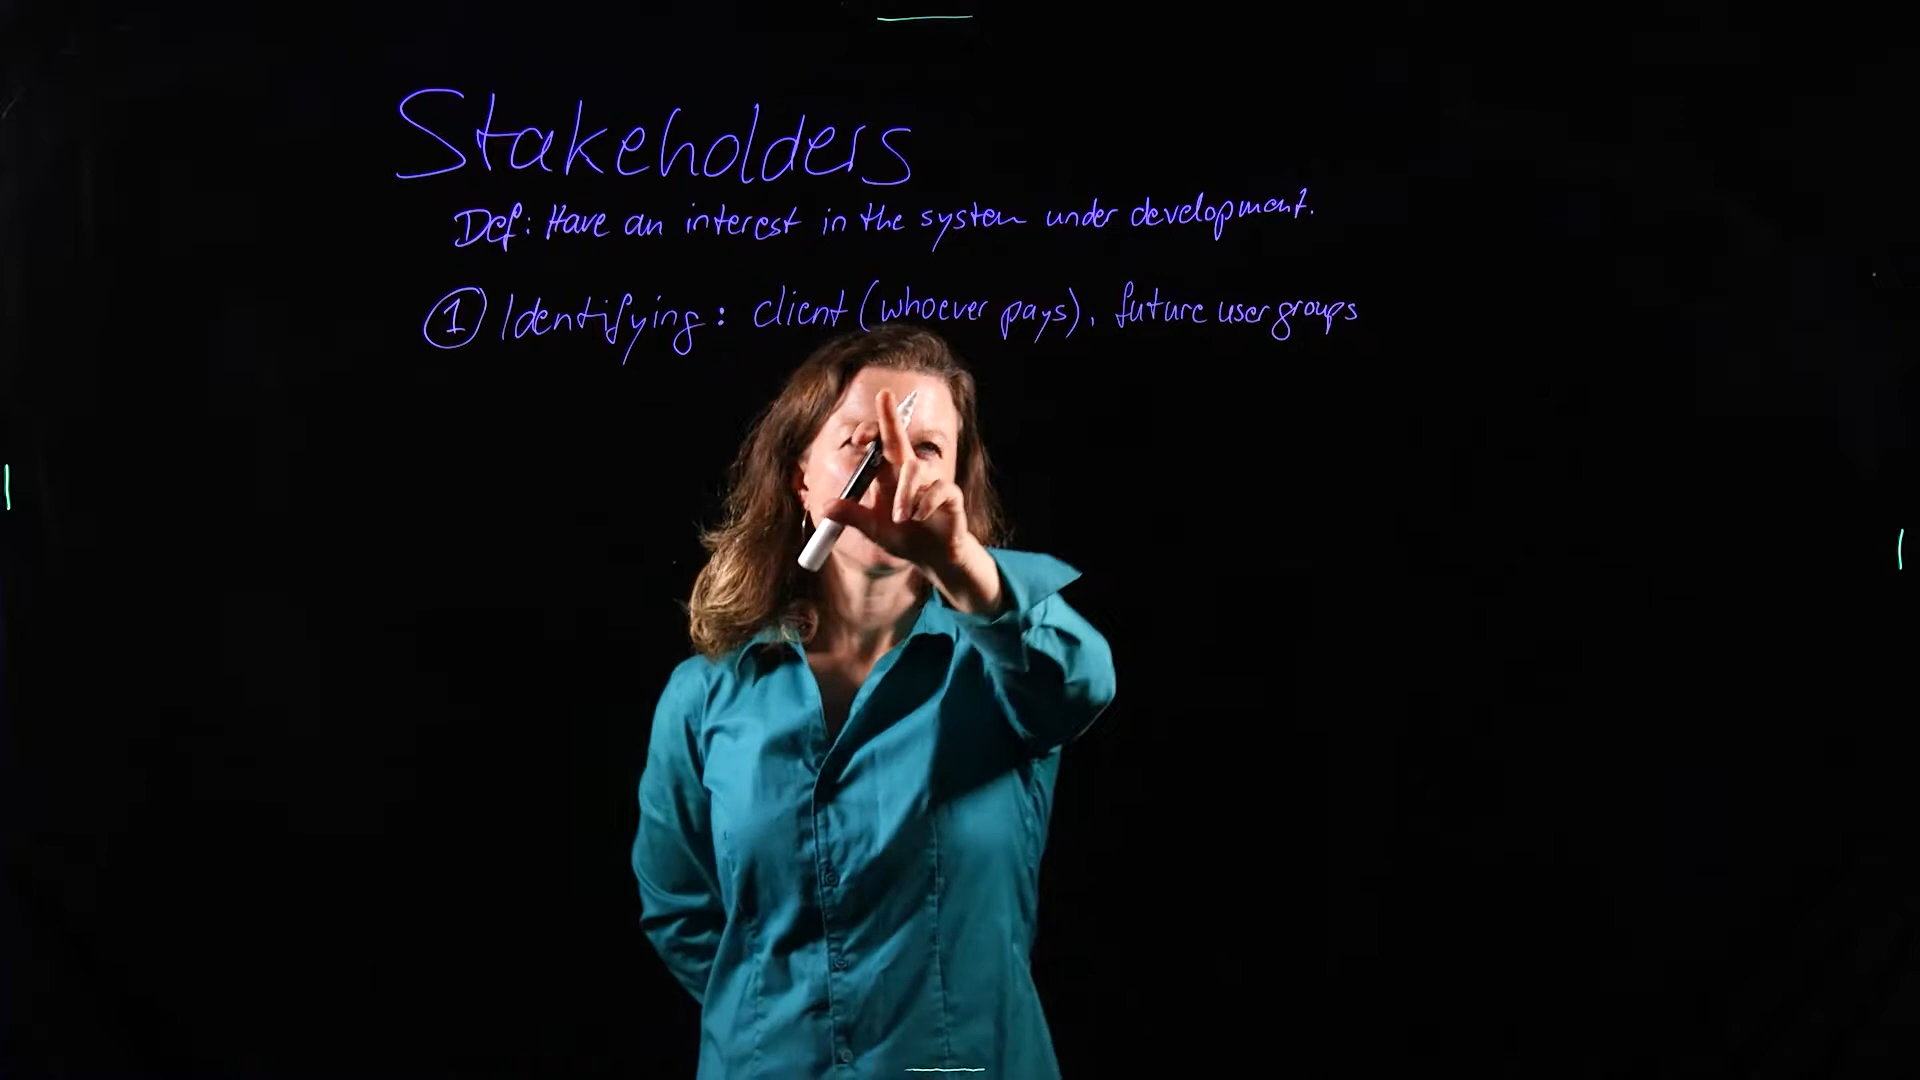 Stakeholders
Def: Have an interest in the system under development.
① Identifying: client (whoever pays), future user groups